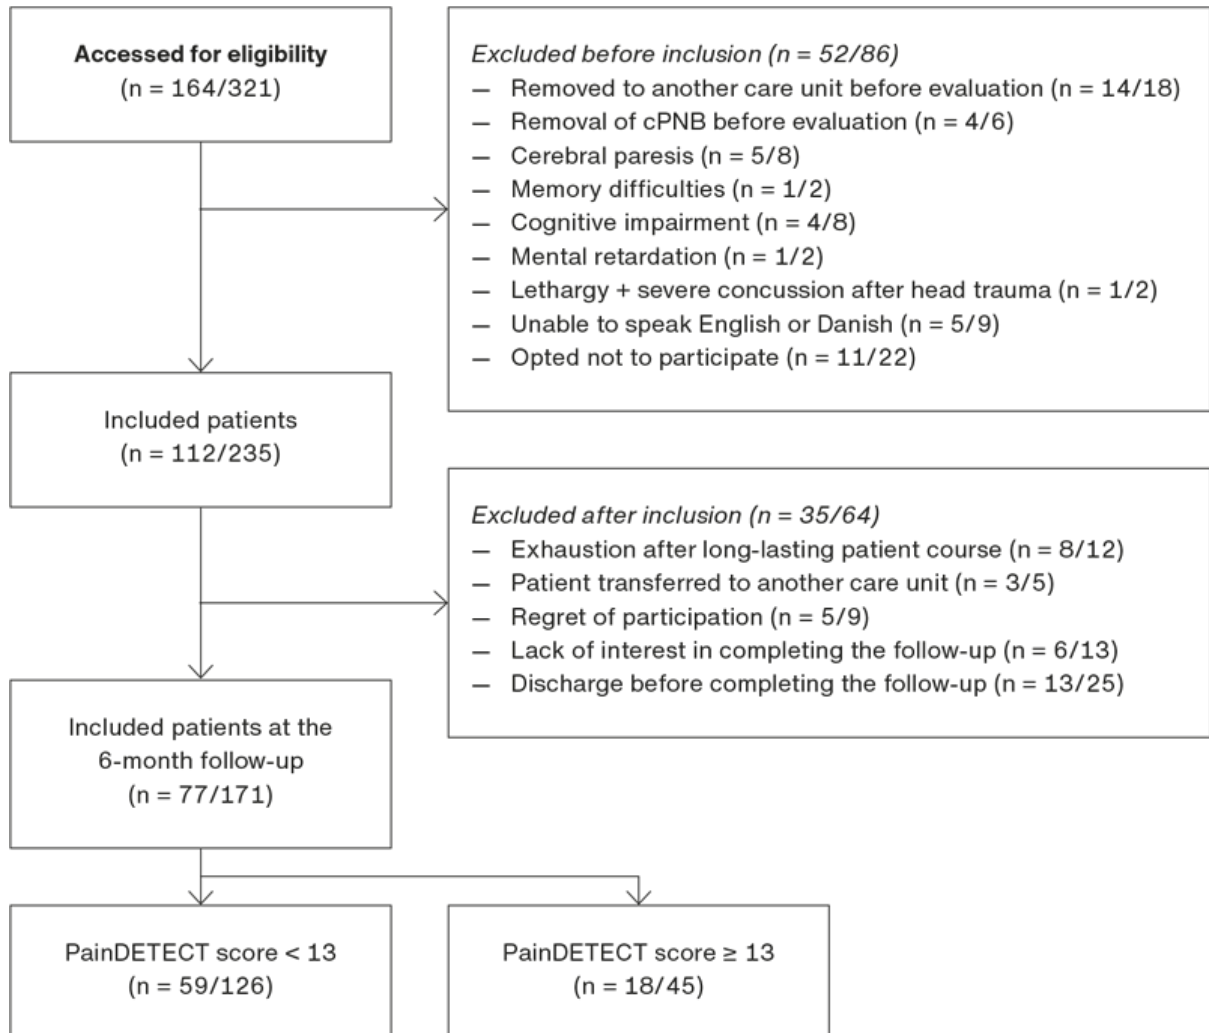 Accessed for eligibility
(n = 164/321)
Excluded before inclusion (n = 52/86)
— Removed to another care unit before evaluation (n = 14/18)
— Removal of cPNB before evaluation (n = 4/6)
— Cerebral paresis (n = 5/8)
— Memory difficulties (n = 1/2)
— Cognitive impairment (n = 4/8)
— Mental retardation (n = 1/2)
— Lethargy + severe concussion after head trauma (n = 1/2)
— Unable to speak English or Danish (n = 5/9)
— Opted not to participate (n = 11/22)
Included patients
(n = 112/235)
Excluded after inclusion (n = 35/64)
— Exhaustion after long-lasting patient course (n = 8/12)
— Patient transferred to another care unit (n = 3/5)
— Regret of participation (n = 5/9)
— Lack of interest in completing the follow-up (n = 6/13)
— Discharge before completing the follow-up (n = 13/25)
Included patients at the
6-month follow-up
(n = 77/171)
PainDETECT score < 13
(n = 59/126)
PainDETECT score ≥ 13
(n = 18/45)